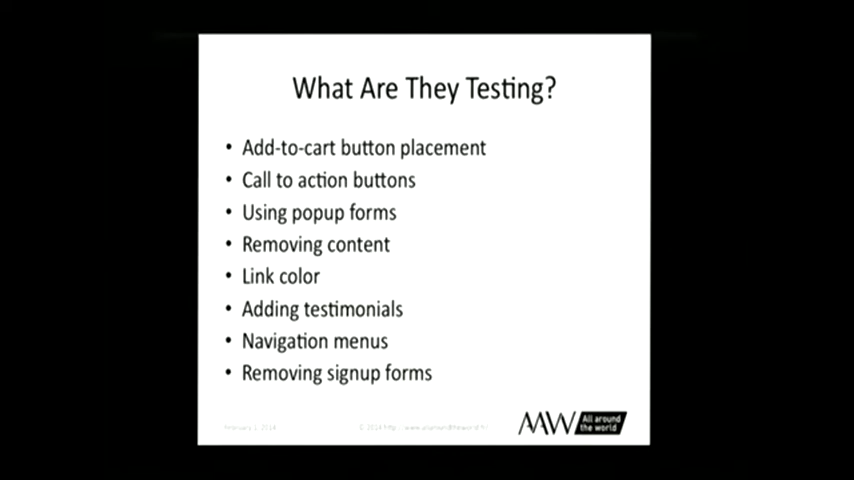 What Are They Testing?
• Add-to-cart button placement
• Call to action buttons
• Using popup forms
• Removing content
• Link color
• Adding testimonials
• Navigation menus
• Removing signup forms
AAW All around
the world